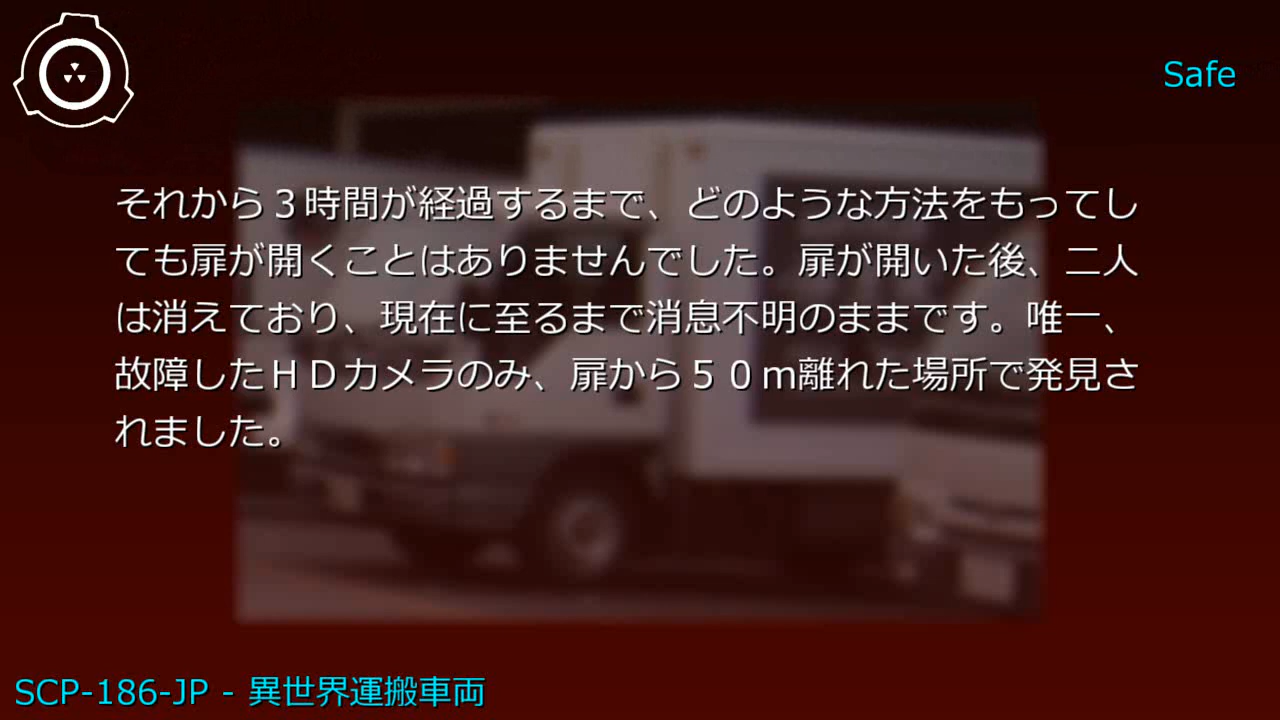 Safe
それから３時間が経過するまで、どのような方法をもってし
ても扉が開くことはありませんでした。扉が開いた後、二人
は消えており、現在に至るまで消息不明のままです。唯一、
故障したＨＤカメラのみ、扉から５０ｍ離れた場所で発見さ
れました。
SCP-186-JP - 異世界運搬車両